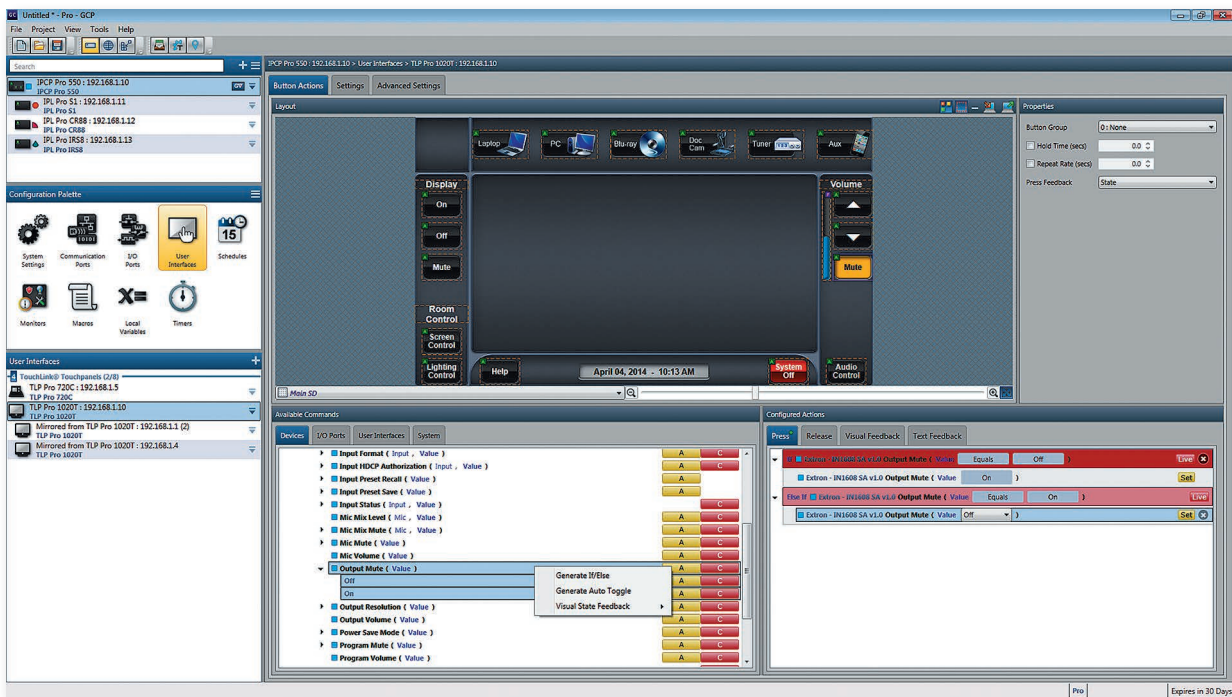 GC Untitled * - Pro - GCP
File Project View Tools Help
Search
IPCP Pro 550 : 192.168.1.10
IPCP Pro 550
IPL Pro S1 : 192.168.1.11
IPL Pro S1
IPL Pro CR88 : 192.168.1.12
IPL Pro CR88
IPL Pro IRS8 : 192.168.1.13
IPL Pro IRS8
Configuration Palette
System Settings
Communication Ports
I/O Ports
User Interfaces
15
Schedules
Monitors
Macros
X=
Local Variables
Timers
User Interfaces
TouchLink® Touchpanels (2/8)
TLP Pro 720C : 192.168.1.5
TLP Pro 720C
TLP Pro 1020T : 192.168.1.10
TLP Pro 1020T
Mirrored from TLP Pro 1020T : 192.168.1.1 (2)
TLP Pro 1020T
Mirrored from TLP Pro 1020T : 192.168.1.4
TLP Pro 1020T
IPCP Pro 550 : 192.168.1.10 > User Interfaces > TLP Pro 1020T : 192.168.1.10
Button Actions Settings Advanced Settings
Layout
Laptop PC Blu-ray Doc Cam Tuner Aux
Display
On
Off
Mute
Room Control
Screen Control
Lighting Control
Volume
Mute
Help
April 04, 2014 - 10:13 AM
System Off
Audio Control
Main SD
Properties
Button Group 0 : None
Hold Time (secs) 0.0
Repeat Rate (secs) 0.0
Press Feedback State
Available Commands
Devices I/O Ports User Interfaces System
Input Format ( Input , Value ) A C
Input HDCP Authorization ( Input , Value ) A C
Input Preset Recall ( Value ) A
Input Preset Save ( Value ) A
Input Status ( Input , Value ) C
Mic Mix Level ( Mic , Value ) A C
Mic Mix Mute ( Mic , Value ) A C
Mic Mute ( Value ) A C
Mic Volume ( Value ) A C
Output Mute ( Value ) A C
Off A C
On A C
Output Resolution ( Value ) A C
Output Volume ( Value ) A C
Power Save Mode ( Value ) A C
Program Mute ( Value ) A C
Program Volume ( Value ) A C
Generate If/Else
Generate Auto Toggle
Visual State Feedback
Configured Actions
Press Release Visual Feedback Text Feedback
If Extron - IN1608 SA v1.0 Output Mute ( Value Equals Off ) Live
Extron - IN1608 SA v1.0 Output Mute ( Value On ) Set
Else If Extron - IN1608 SA v1.0 Output Mute ( Value Equals On ) Live
Extron - IN1608 SA v1.0 Output Mute ( Value Off ) Set
Pro Expires in 30 Days